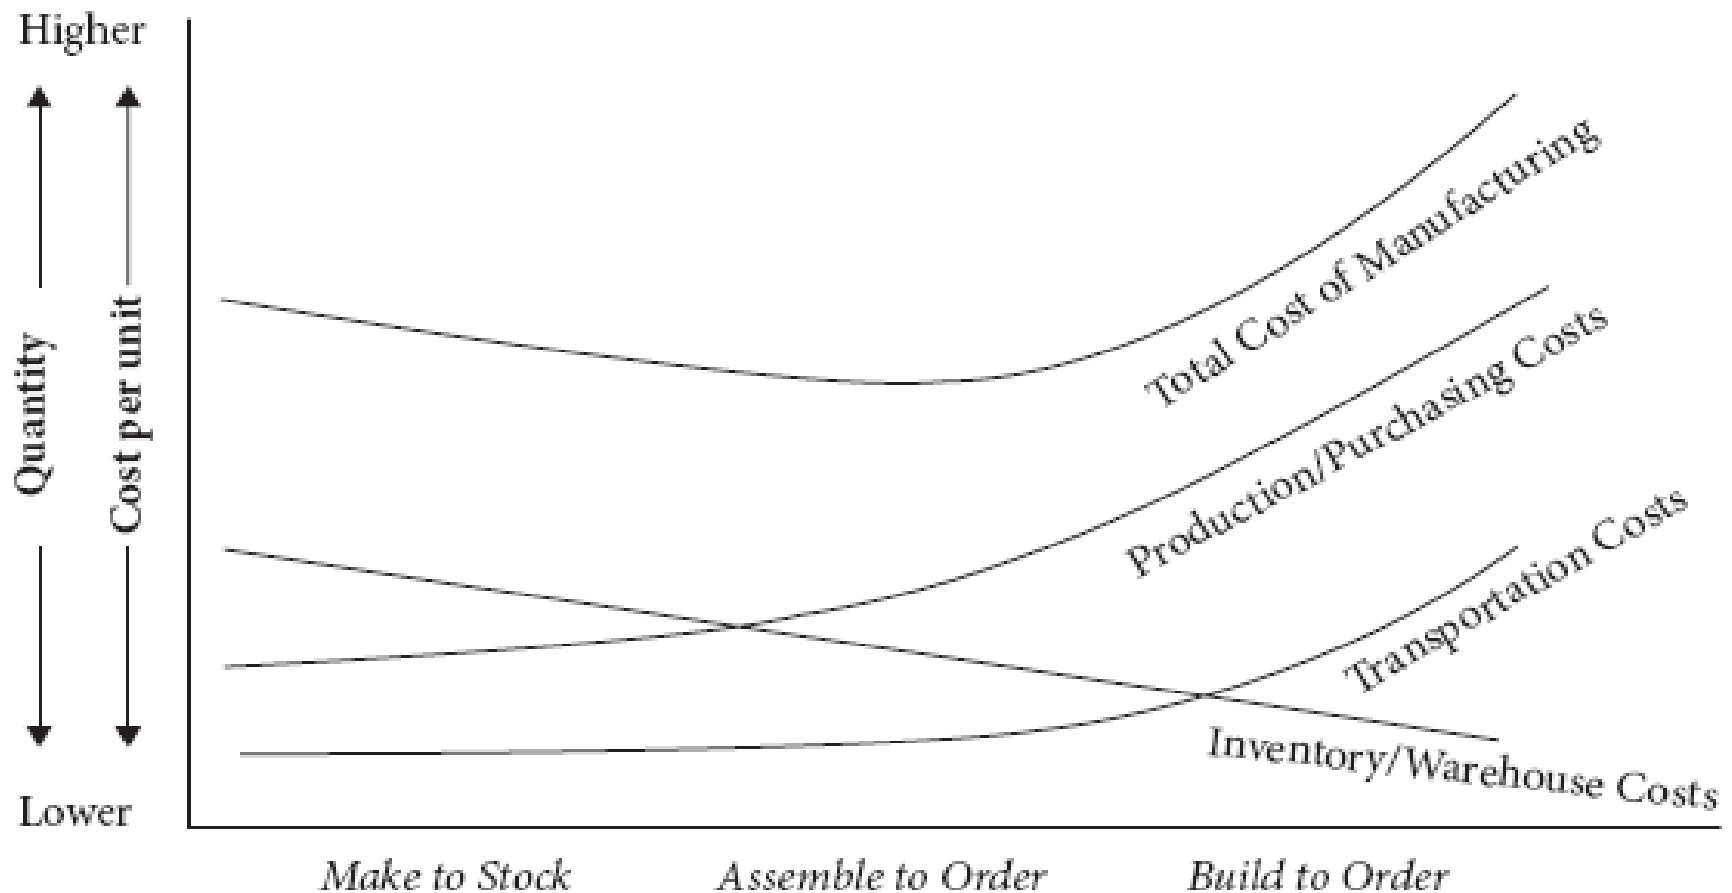 Higher
Quantity
Cost per unit
Lower
Total Cost of Manufacturing
Production/Purchasing Costs
Transportation Costs
Inventory/Warehouse Costs
Make to Stock
Assemble to Order
Build to Order